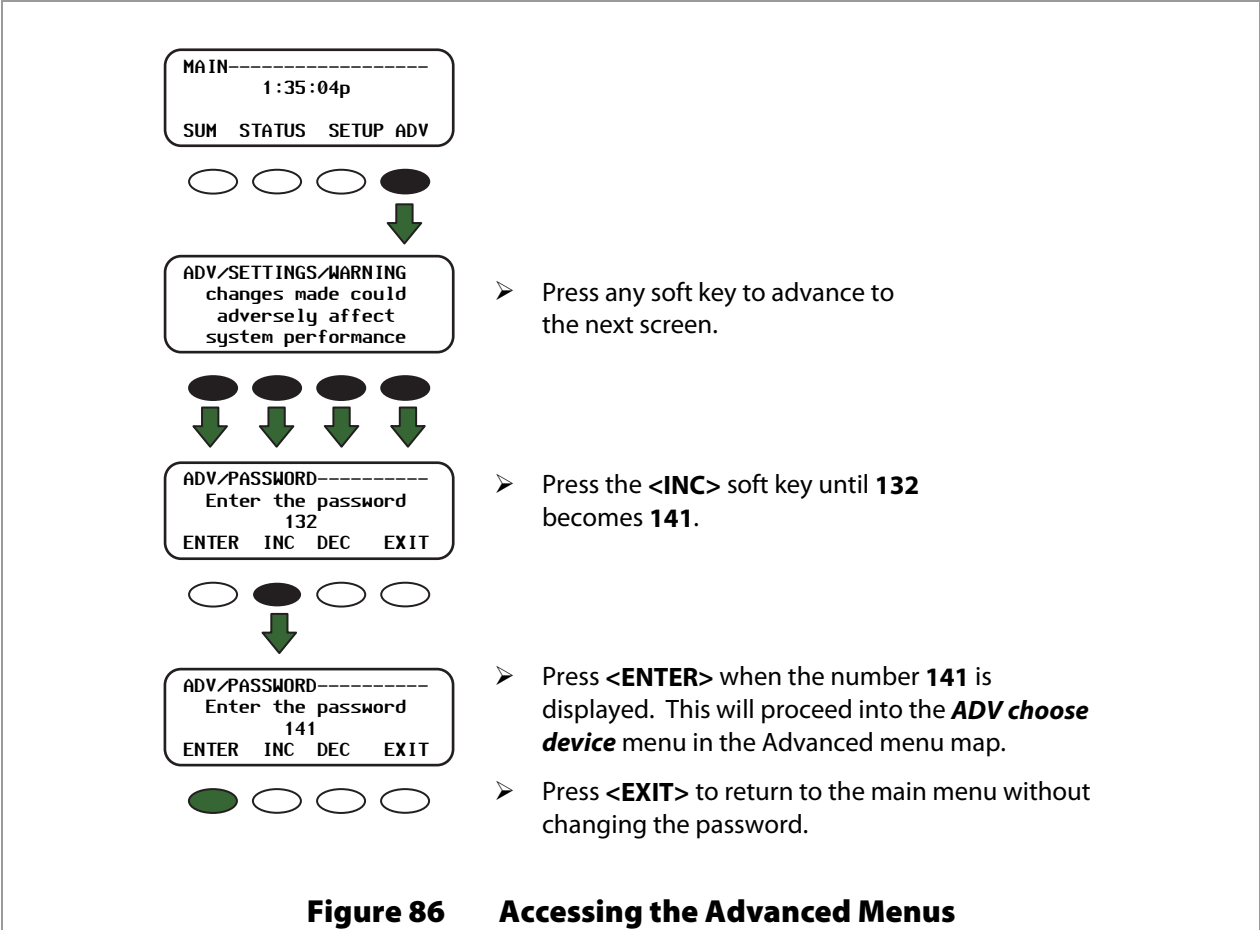 MAIN-------------------
1:35:04p
SUM STATUS SETUP ADV
ADV/SETTINGS/WARNING
changes made could
adversely affect
system performance
➢ Press any soft key to advance to
the next screen.
ADV/PASSWORD----------
Enter the password
132
ENTER INC DEC EXIT
➢ Press the <INC> soft key until 132
becomes 141.
ADV/PASSWORD----------
Enter the password
141
ENTER INC DEC EXIT
➢ Press <ENTER> when the number 141 is
displayed. This will proceed into the ADV choose
device menu in the Advanced menu map.
➢ Press <EXIT> to return to the main menu without
changing the password.
Figure 86 Accessing the Advanced Menus